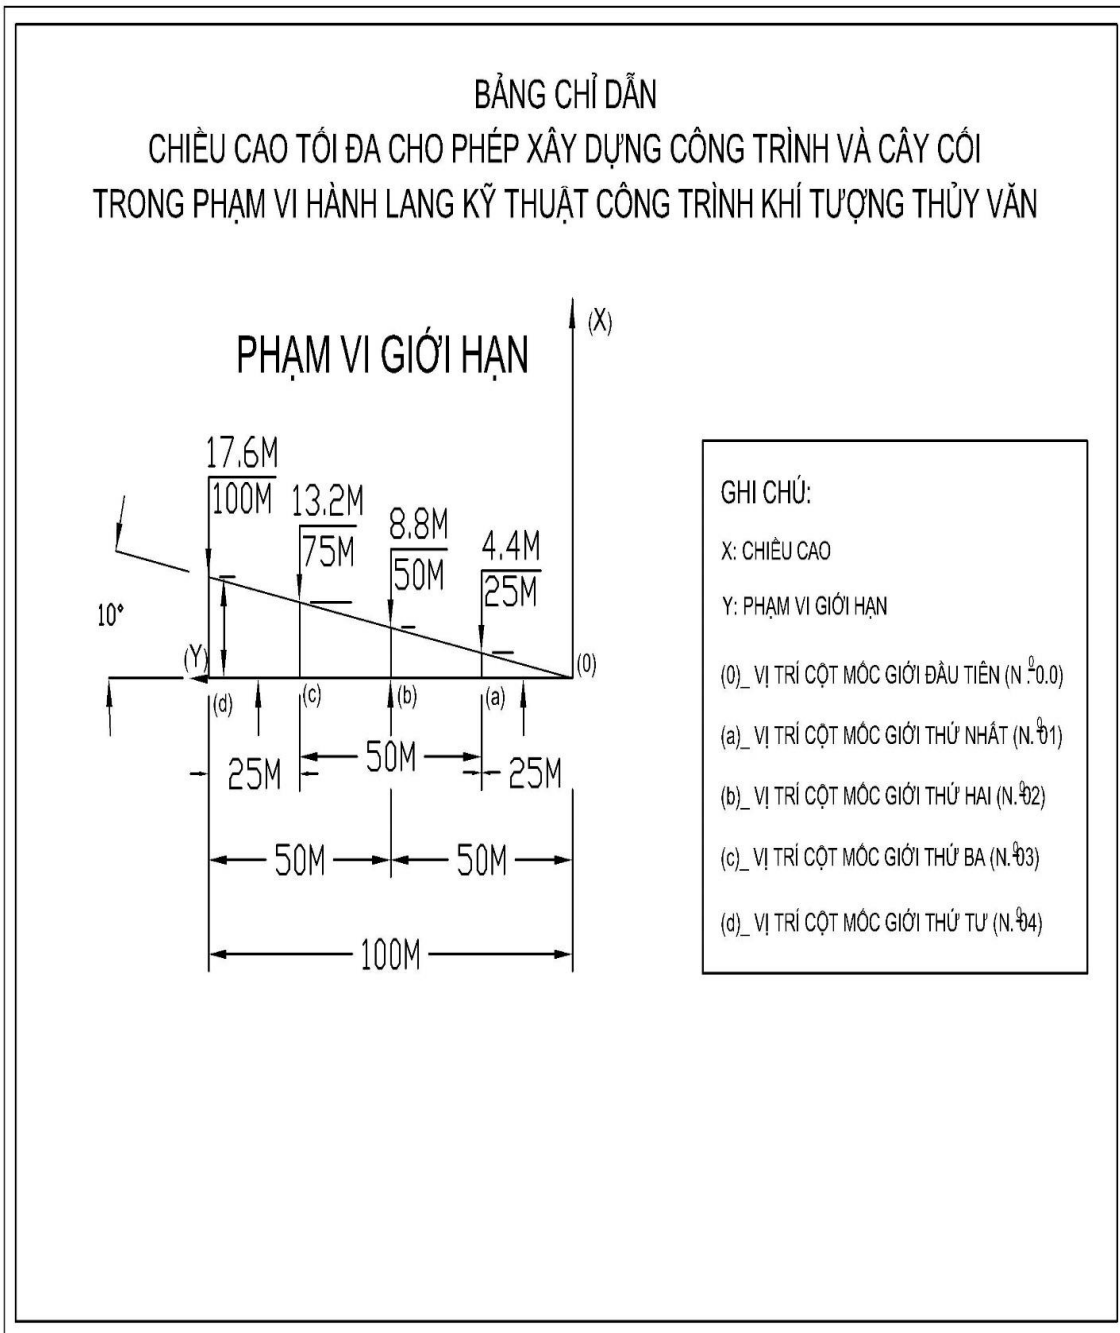 BẢNG CHỈ DẪN
CHIỀU CAO TỐI ĐA CHO PHÉP XÂY DỰNG CÔNG TRÌNH VÀ CÂY CỐI
TRONG PHẠM VI HÀNH LANG KỸ THUẬT CÔNG TRÌNH KHÍ TƯỢNG THỦY VĂN
PHẠM VI GIỚI HẠN
(X)
17.6M
100M
13.2M
75M
8.8M
50M
4.4M
25M
10°
(Y)
(0)
(d)
(c)
(b)
(a)
25M
50M
25M
50M
50M
100M
GHI CHÚ:
X: CHIỀU CAO
Y: PHẠM VI GIỚI HẠN
(0)_ VỊ TRÍ CỘT MỐC GIỚI ĐẦU TIÊN (N.º0.0)
(a)_ VỊ TRÍ CỘT MỐC GIỚI THỨ NHẤT (N.º01)
(b)_ VỊ TRÍ CỘT MỐC GIỚI THỨ HAI (N.º02)
(c)_ VỊ TRÍ CỘT MỐC GIỚI THỨ BA (N.º03)
(d)_ VỊ TRÍ CỘT MỐC GIỚI THỨ TƯ (N.º04)